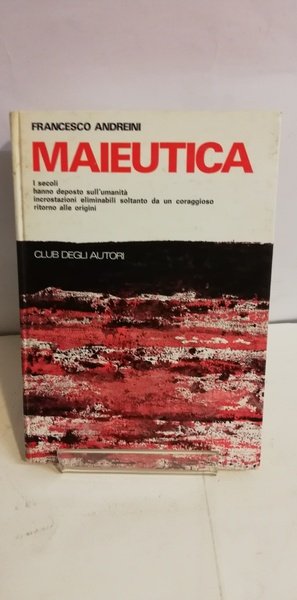 FRANCESCO ANDREINI
MAIEUTICA
I secoli
hanno deposto sull'umanità
incrostazioni eliminabili soltanto da un coraggioso
ritorno alle origini
CLUB DEGLI AUTORI